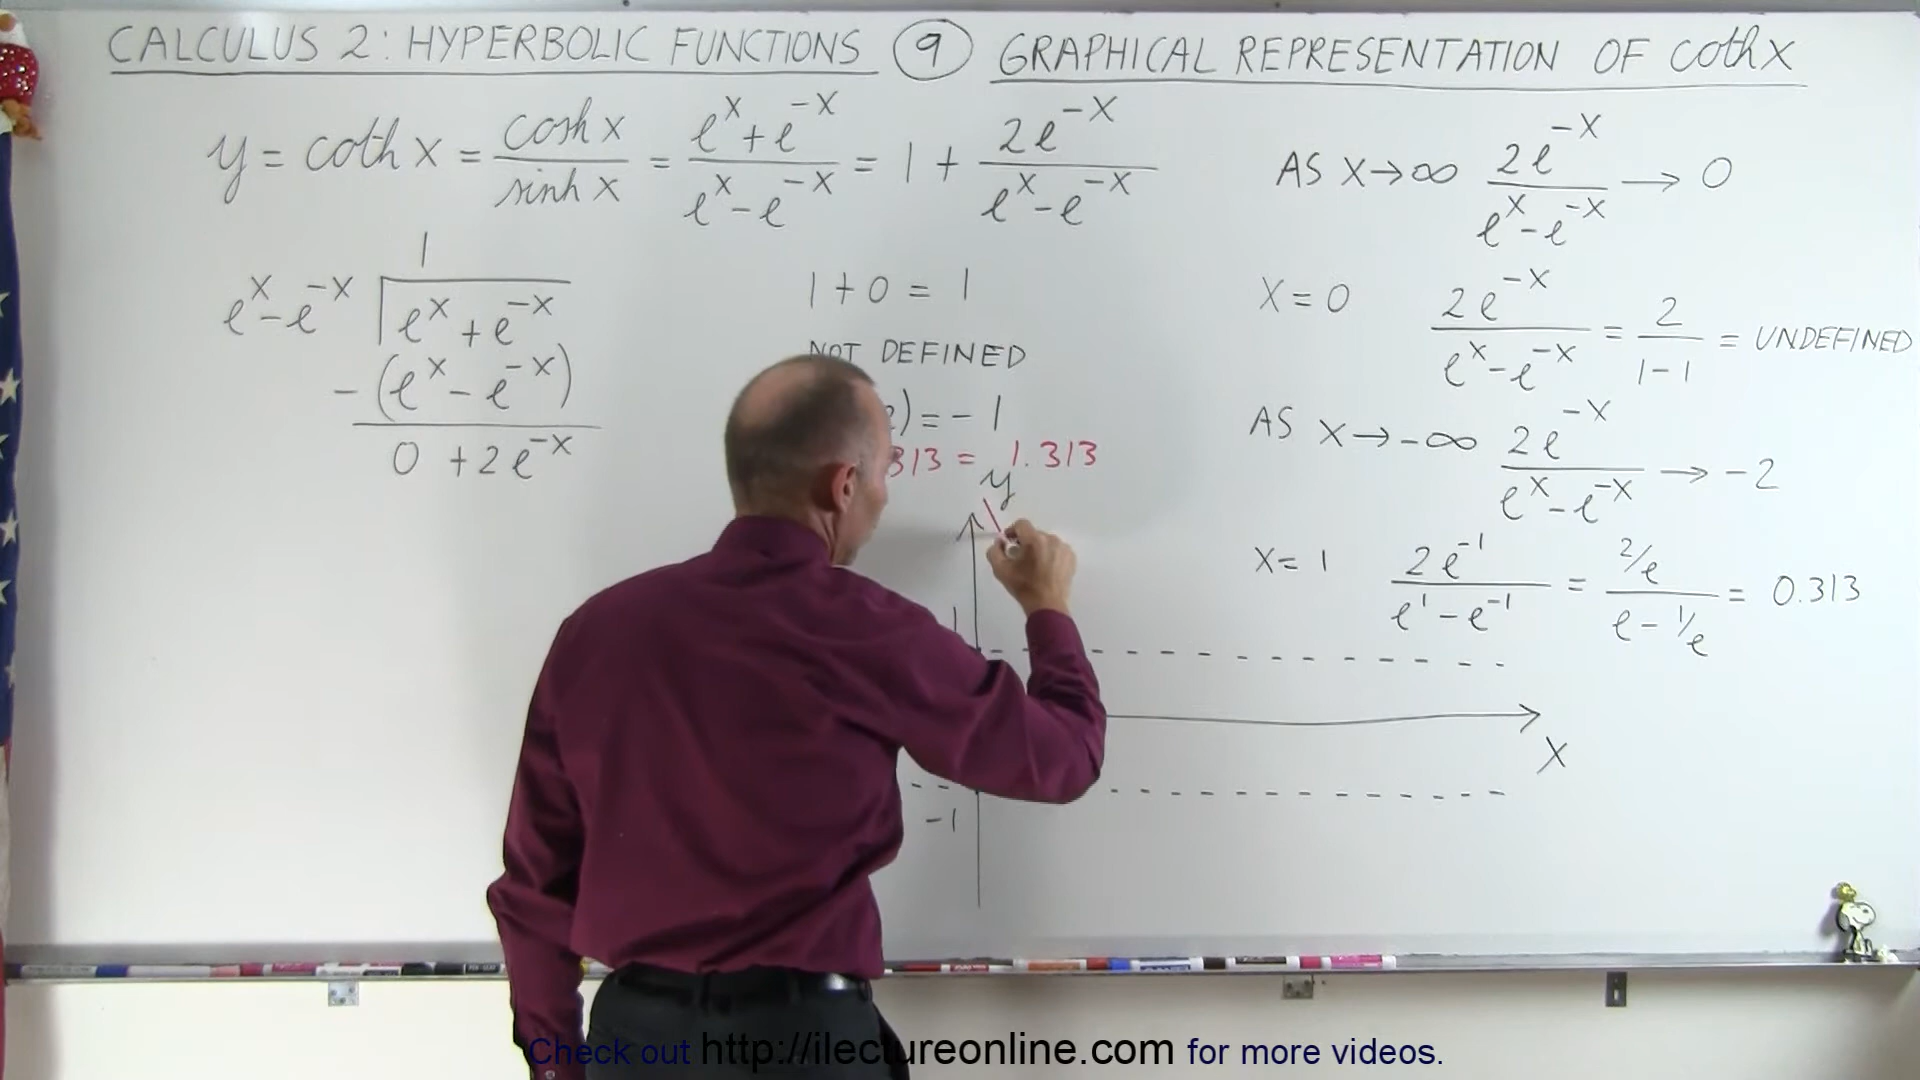 CALCULUS 2: HYPERBOLIC FUNCTIONS 9 GRAPHICAL REPRESENTATION OF coth x
y = coth x = cosh x / sinh x = (e^x + e^-x) / (e^x - e^-x) = 1 + 2e^-x / (e^x - e^-x)
1
e^x - e^-x ) e^x + e^-x
- (e^x - e^-x)
0 + 2e^-x
1 + 0 = 1
NOT DEFINED
) = -1
313 = 1.313
y
1
-1
x
AS X → ∞ 2e^-x / (e^x - e^-x) → 0
X = 0 2e^-x / (e^x - e^-x) = 2 / (1 - 1) = UNDEFINED
AS X → -∞ 2e^-x / (e^x - e^-x) → -2
X = 1 2e^-1 / (e^1 - e^-1) = (2/e) / (e - 1/e) = 0.313
Check out http://ilectureonline.com for more videos.